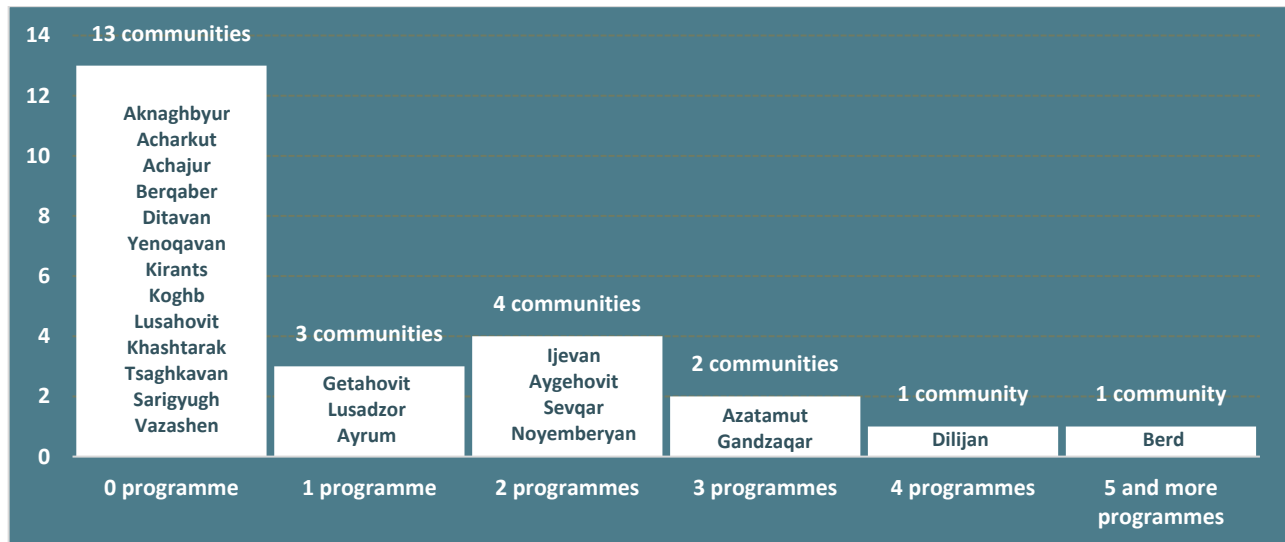 14
12
10
8
6
4
2
0
13 communities
Aknaghbyur
Acharkut
Achajur
Berqaber
Ditavan
Yenoqavan
Kirants
Koghb
Lusahovit
Khashtarak
Tsaghkavan
Sarigyugh
Vazashen
3 communities
Getahovit
Lusadzor
Ayrum
4 communities
Ijevan
Aygehovit
Sevqar
Noyemberyan
2 communities
Azatamut
Gandzaqar
1 community
Dilijan
1 community
Berd
0 programme
1 programme
2 programmes
3 programmes
4 programmes
5 and more
programmes